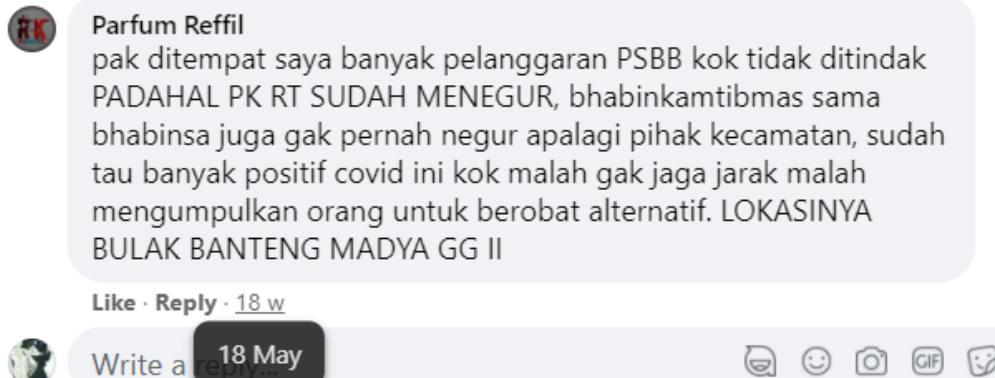 Parfum Reffil
pak ditempat saya banyak pelanggaran PSBB kok tidak ditindak
PADAHAL PK RT SUDAH MENEGUR, bhabinkamtibmas sama
bhabinsa juga gak pernah negur apalagi pihak kecamatan, sudah
tau banyak positif covid ini kok malah gak jaga jarak malah
mengumpulkan orang untuk berobat alternatif. LOKASINYA
BULAK BANTENG MADYA GG II
Like · Reply · 18 w
Write a reply...
18 May
GIF